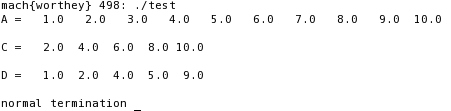 mach{worthey} 498: ./test
A = 1.0 2.0 3.0 4.0 5.0 6.0 7.0 8.0 9.0 10.0
C = 2.0 4.0 6.0 8.0 10.0
D = 1.0 2.0 4.0 5.0 9.0
normal termination _